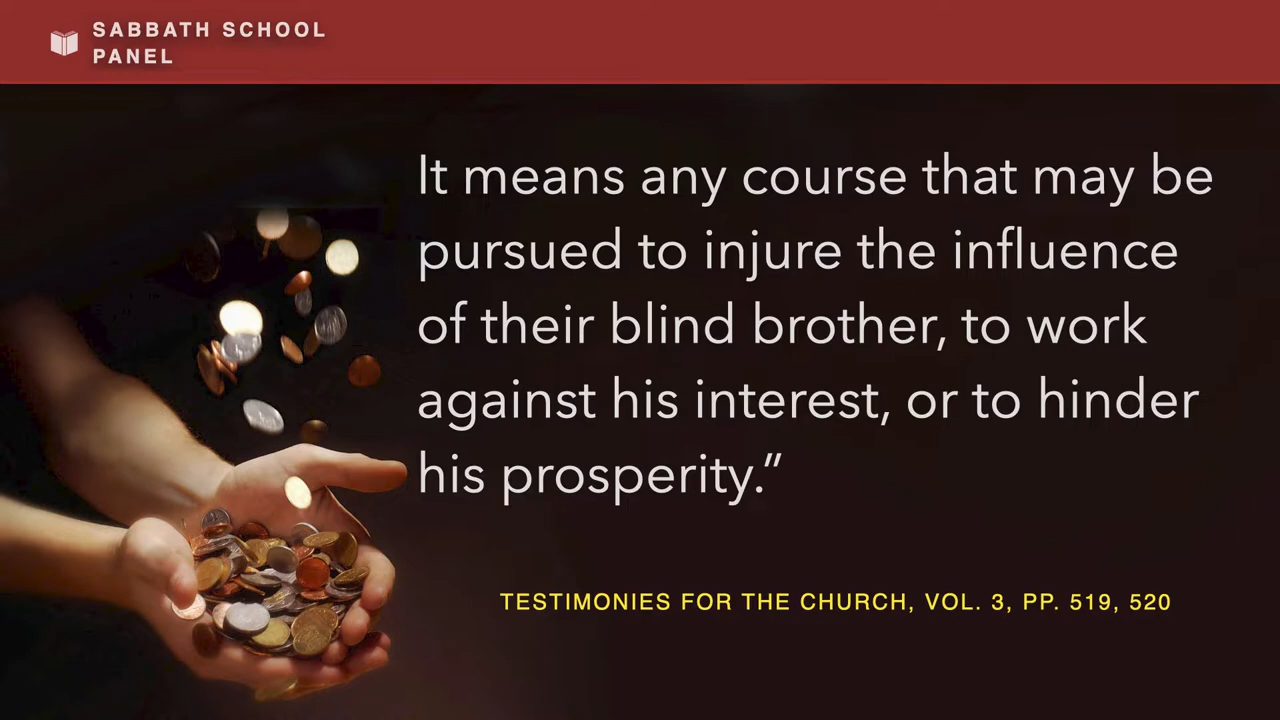 SABBATH SCHOOL
PANEL
It means any course that may be
pursued to injure the influence
of their blind brother, to work
against his interest, or to hinder
his prosperity.”
TESTIMONIES FOR THE CHURCH, VOL. 3, PP. 519, 520